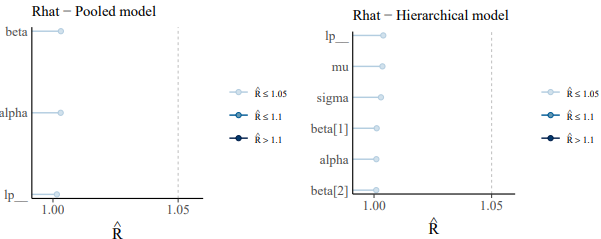 Rhat − Pooled model
beta
alpha
lp__
1.00
1.05
R̂
R̂ ≤ 1.05
R̂ ≤ 1.1
R̂ > 1.1
Rhat − Hierarchical model
lp__
mu
sigma
beta[1]
alpha
beta[2]
1.00
1.05
R̂
R̂ ≤ 1.05
R̂ ≤ 1.1
R̂ > 1.1